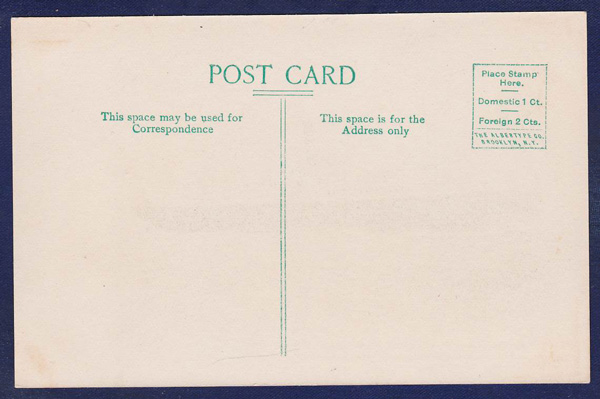 POST CARD
This space may be used for
Correspondence
This space is for the
Address only
Place Stamp
Here.
Domestic 1 Ct.
Foreign 2 Cts.
THE ALBERTYPE CO.
BROOKLYN, N.Y.